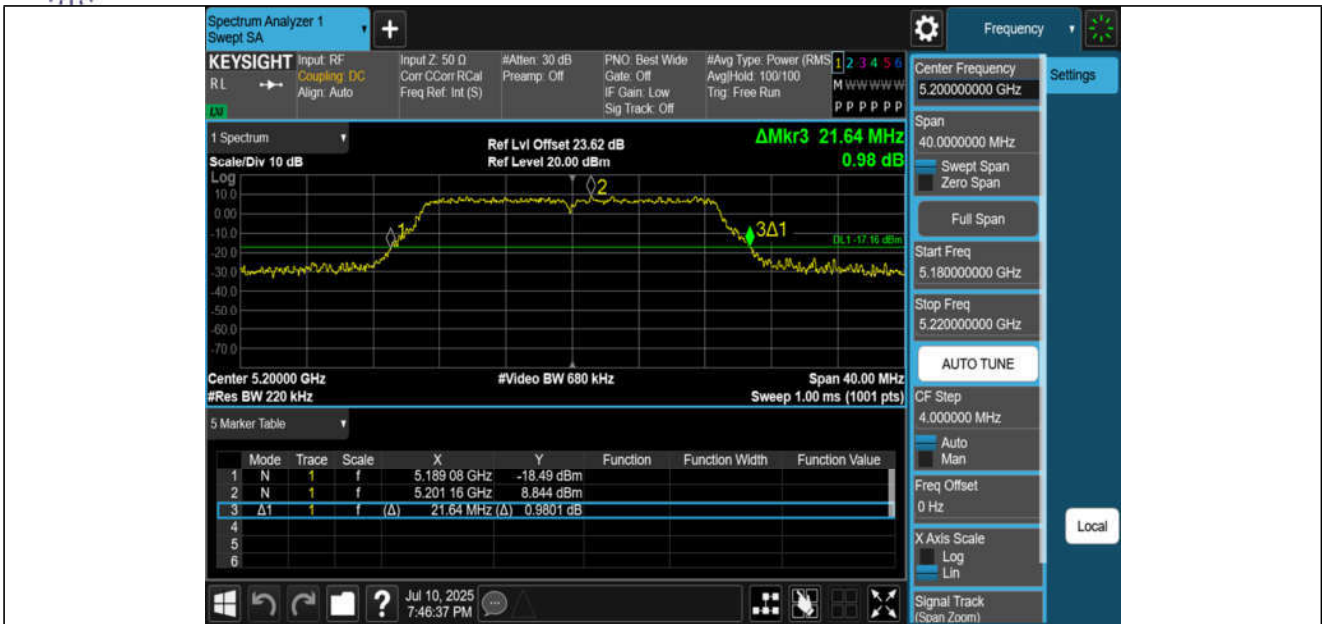 Spectrum Analyzer 1
Swept SA
+
Frequency
KEYSIGHT
RL
LXI
Input: RF
Coupling: DC
Align: Auto
Input Z: 50 Ω
Corr CCorr RCal
Freq Ref: Int (S)
#Atten: 30 dB
Preamp: Off
PNO: Best Wide
Gate: Off
IF Gain: Low
Sig Track: Off
#Avg Type: Power (RMS
Avg|Hold: 100/100
Trig: Free Run
1 2 3 4 5 6
M W W W W W
P P P P P P
1 Spectrum
Scale/Div 10 dB
Ref Lvl Offset 23.62 dB
Ref Level 20.00 dBm
ΔMkr3 21.64 MHz
0.98 dB
Log
10.0
0.00
-10.0
-20.0
-30.0
-40.0
-50.0
-60.0
-70.0
1
2
3Δ1
DL1 -17.16 dBm
Center 5.20000 GHz
#Video BW 680 kHz
Span 40.00 MHz
#Res BW 220 kHz
Sweep 1.00 ms (1001 pts)
5 Marker Table
Mode Trace Scale X Y Function Function Width Function Value
1 N 1 f 5.189 08 GHz -18.49 dBm
2 N 1 f 5.201 16 GHz 8.844 dBm
3 Δ1 1 f (Δ) 21.64 MHz (Δ) 0.9801 dB
4
5
6
?
Jul 10, 2025
7:46:37 PM
Center Frequency
5.200000000 GHz
Span
40.0000000 MHz
Swept Span
Zero Span
Full Span
Start Freq
5.180000000 GHz
Stop Freq
5.220000000 GHz
AUTO TUNE
CF Step
4.000000 MHz
Auto
Man
Freq Offset
0 Hz
X Axis Scale
Log
Lin
Signal Track
(Span Zoom)
Settings
Local